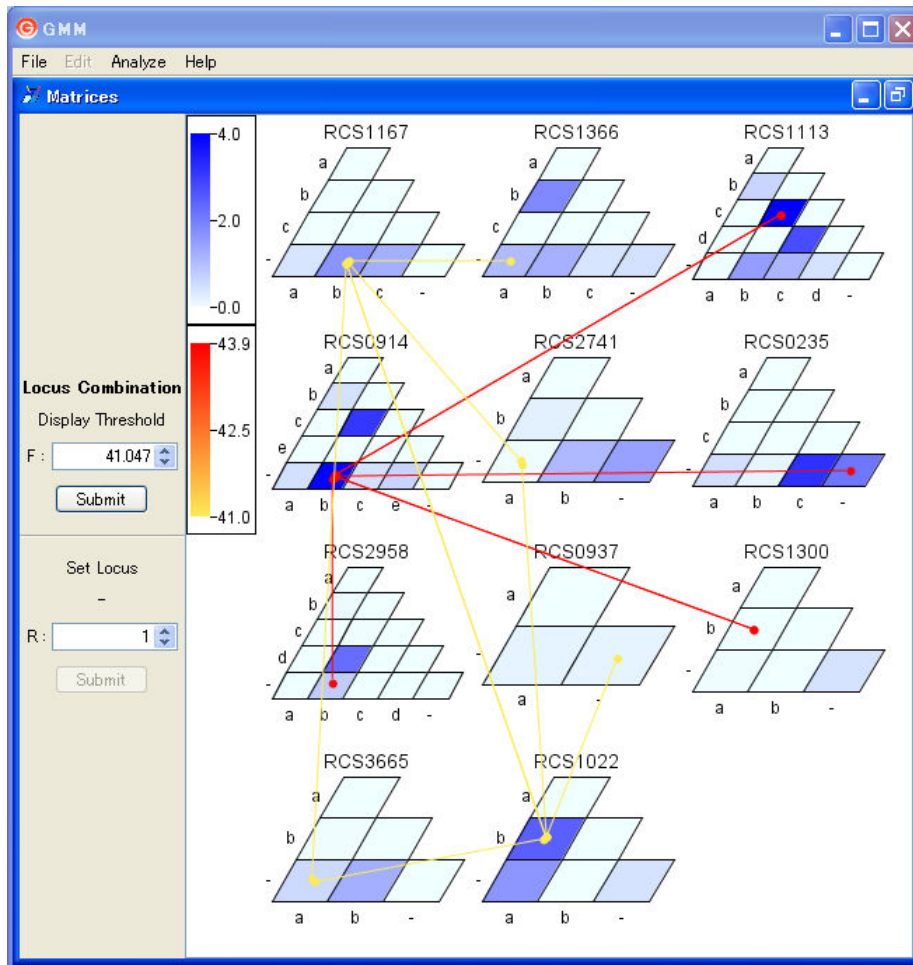 GMM
File Edit Analyze Help
Matrices
4.0
2.0
0.0
43.9
42.5
41.0
Locus Combination
Display Threshold
F : 41.047
Submit
Set Locus
-
R : 1
Submit
RCS1167
a
b
c
-
a b c -
RCS1366
a
b
c
-
a b c -
RCS1113
a
b
c
d
-
a b c d -
RCS0914
a
b
c
e
-
a b c e -
RCS2741
a
b
-
a b -
RCS0235
a
b
c
-
a b c -
RCS2958
a
b
c
d
-
a b c d -
RCS0937
a
-
a -
RCS1300
a
b
-
a b -
RCS3665
a
b
-
a b -
RCS1022
a
b
-
a b -